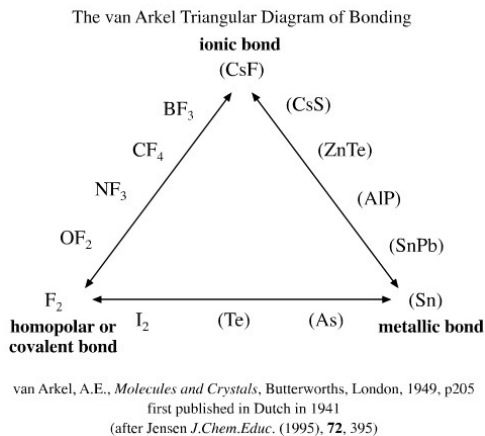 The van Arkel Triangular Diagram of Bonding
ionic bond
(CsF)
BF₃
(CsS)
CF₄
(ZnTe)
NF₃
(AlP)
OF₂
(SnPb)
F₂
(Sn)
homopolar or
covalent bond
I₂
(Te)
(As)
metallic bond
van Arkel, A.E., Molecules and Crystals, Butterworths, London, 1949, p205
first published in Dutch in 1941
(after Jensen J.Chem.Educ. (1995), 72, 395)